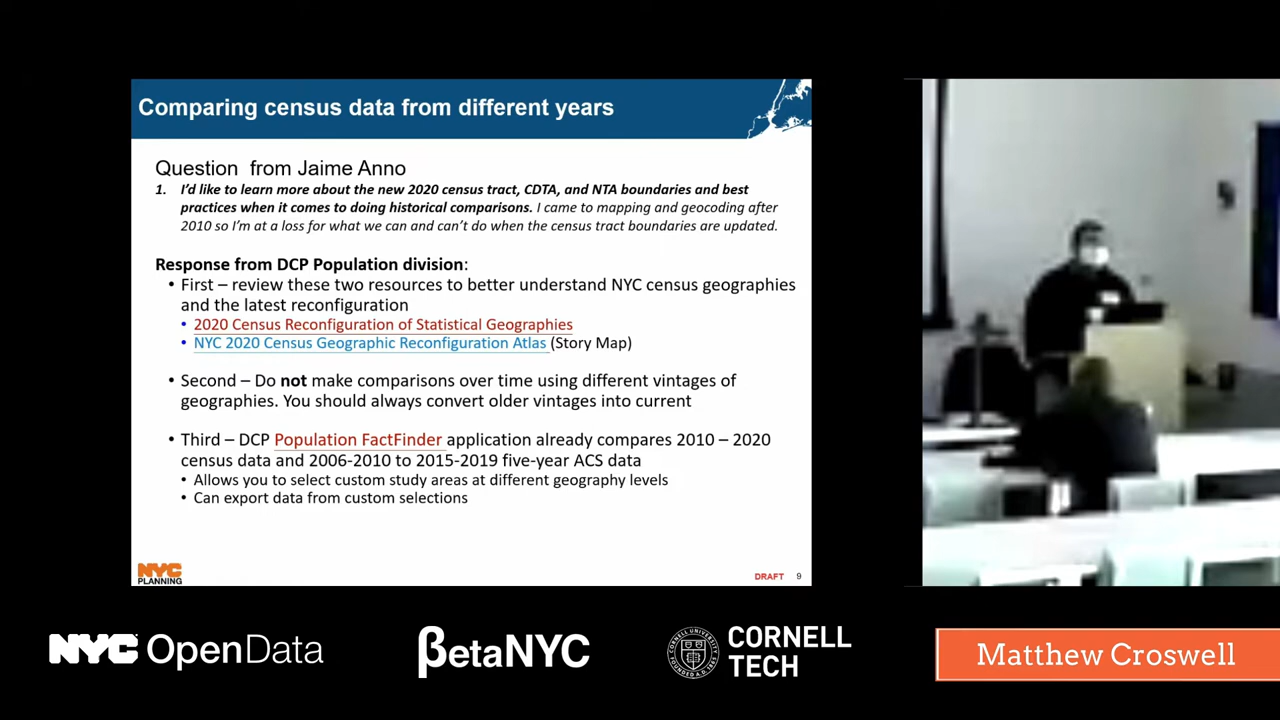 Comparing census data from different years
Question from Jaime Anno
1. I'd like to learn more about the new 2020 census tract, CDTA, and NTA boundaries and best
practices when it comes to doing historical comparisons. I came to mapping and geocoding after
2010 so I'm at a loss for what we can and can't do when the census tract boundaries are updated.
Response from DCP Population division:
• First – review these two resources to better understand NYC census geographies
and the latest reconfiguration
• 2020 Census Reconfiguration of Statistical Geographies
• NYC 2020 Census Geographic Reconfiguration Atlas (Story Map)
• Second – Do not make comparisons over time using different vintages of
geographies. You should always convert older vintages into current
• Third – DCP Population FactFinder application already compares 2010 – 2020
census data and 2006-2010 to 2015-2019 five-year ACS data
• Allows you to select custom study areas at different geography levels
• Can export data from custom selections
NYC
PLANNING
DRAFT 9
NYC OpenData
βetaNYC
CORNELL
TECH
Matthew Croswell